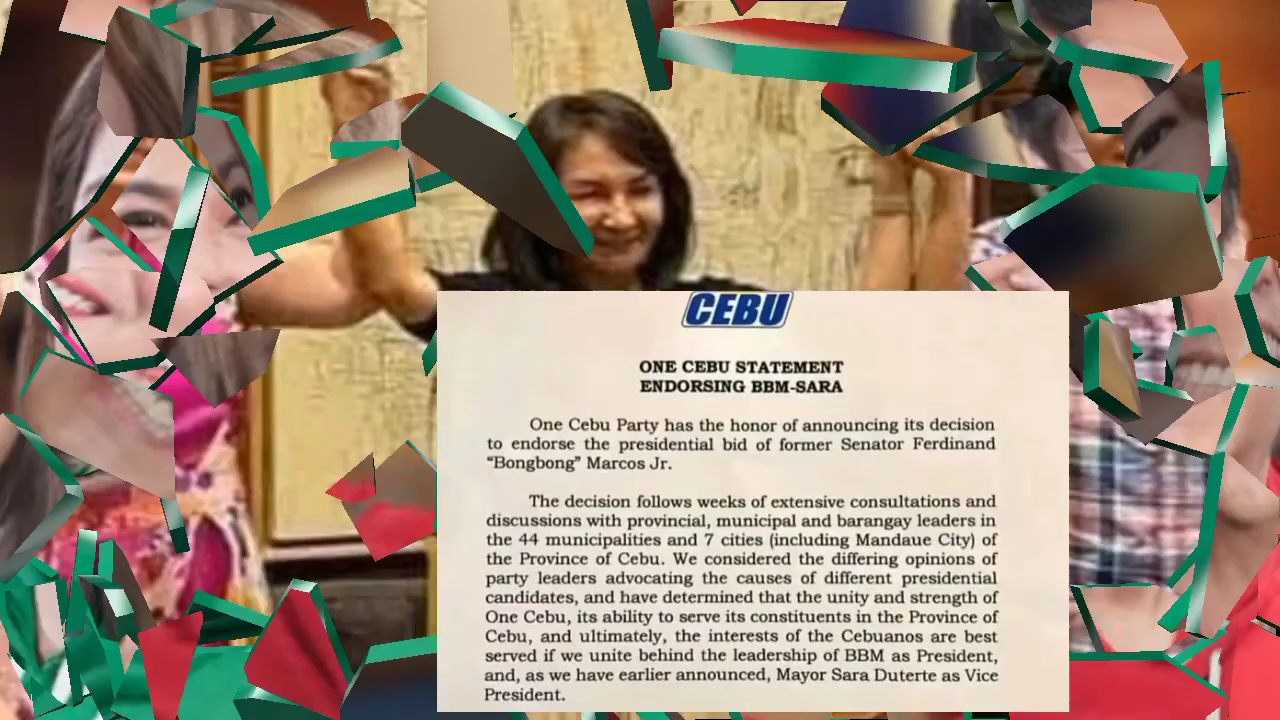 CEBU
ONE CEBU STATEMENT
ENDORSING BBM-SARA
One Cebu Party has the honor of announcing its decision
to endorse the presidential bid of former Senator Ferdinand
“Bongbong” Marcos Jr.
The decision follows weeks of extensive consultations and
discussions with provincial, municipal and barangay leaders in
the 44 municipalities and 7 cities (including Mandaue City) of
the Province of Cebu. We considered the differing opinions of
party leaders advocating the causes of different presidential
candidates, and have determined that the unity and strength of
One Cebu, its ability to serve its constituents in the Province of
Cebu, and ultimately, the interests of the Cebuanos are best
served if we unite behind the leadership of BBM as President,
and, as we have earlier announced, Mayor Sara Duterte as Vice
President.